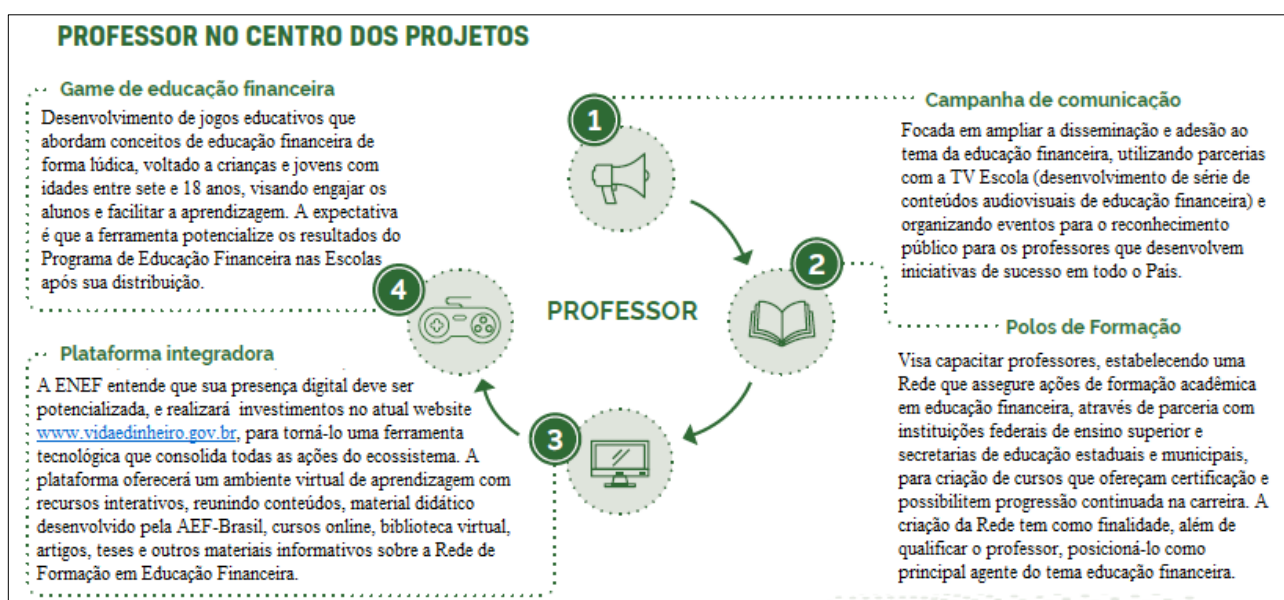 PROFESSOR NO CENTRO DOS PROJETOS
Game de educação financeira
Desenvolvimento de jogos educativos que
abordam conceitos de educação financeira de
forma lúdica, voltado a crianças e jovens com
idades entre sete e 18 anos, visando engajar os
alunos e facilitar a aprendizagem. A expectativa
é que a ferramenta potencialize os resultados do
Programa de Educação Financeira nas Escolas
após sua distribuição.
1
Campanha de comunicação
Focada em ampliar a disseminação e adesão ao
tema da educação financeira, utilizando parcerias
com a TV Escola (desenvolvimento de série de
conteúdos audiovisuais de educação financeira) e
organizando eventos para o reconhecimento
público para os professores que desenvolvem
iniciativas de sucesso em todo o País.
2
4
PROFESSOR
Polos de Formação
Visa capacitar professores, estabelecendo uma
Rede que assegure ações de formação acadêmica
em educação financeira, através de parceria com
instituições federais de ensino superior e
secretarias de educação estaduais e municipais,
para criação de cursos que ofereçam certificação e
possibilitem progressão continuada na carreira. A
criação da Rede tem como finalidade, além de
qualificar o professor, posicioná-lo como
principal agente do tema educação financeira.
Plataforma integradora
A ENEF entende que sua presença digital deve ser
potencializada, e realizará investimentos no atual website
www.vidaedinheiro.gov.br, para torná-lo uma ferramenta
tecnológica que consolida todas as ações do ecossistema. A
plataforma oferecerá um ambiente virtual de aprendizagem com
recursos interativos, reunindo conteúdos, material didático
desenvolvido pela AEF-Brasil, cursos online, biblioteca virtual,
artigos, teses e outros materiais informativos sobre a Rede de
Formação em Educação Financeira.
3